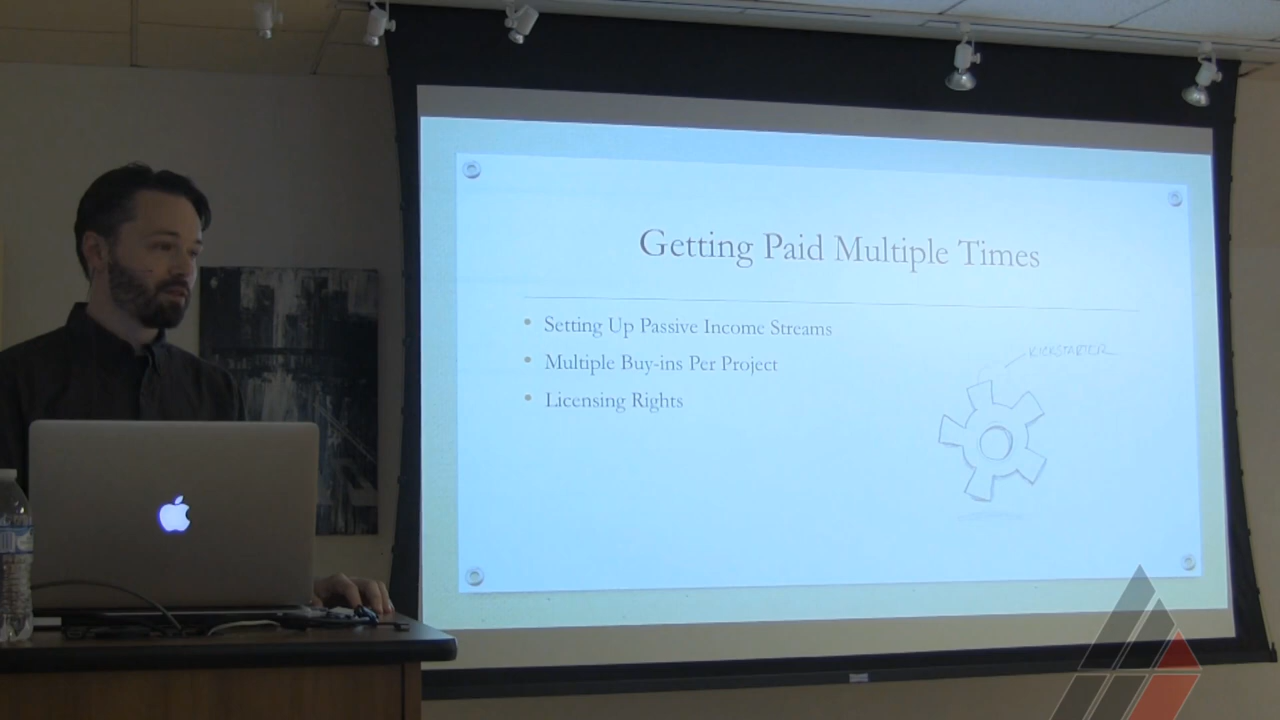 Getting Paid Multiple Times
• Setting Up Passive Income Streams
• Multiple Buy-ins Per Project
• Licensing Rights
KICKSTARTER